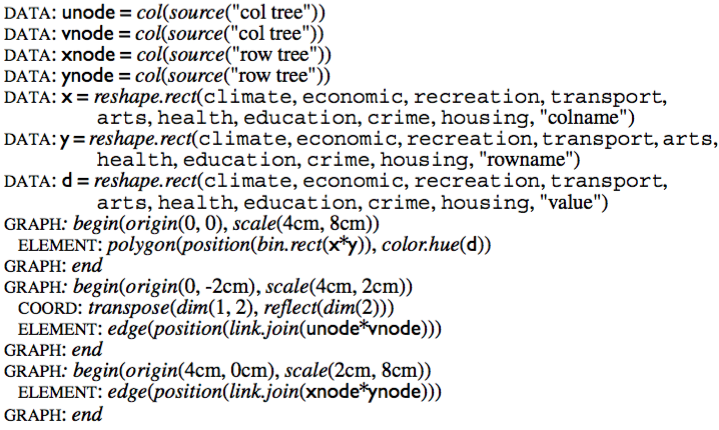 DATA: unode = col(source("col tree"))
DATA: vnode = col(source("col tree"))
DATA: xnode = col(source("row tree"))
DATA: ynode = col(source("row tree"))
DATA: x = reshape.rect(climate, economic, recreation, transport,
arts, health, education, crime, housing, "colname")
DATA: y = reshape.rect(climate, economic, recreation, transport, arts,
health, education, crime, housing, "rowname")
DATA: d = reshape.rect(climate, economic, recreation, transport,
arts, health, education, crime, housing, "value")
GRAPH: begin(origin(0, 0), scale(4cm, 8cm))
ELEMENT: polygon(position(bin.rect(x*y)), color.hue(d))
GRAPH: end
GRAPH: begin(origin(0, -2cm), scale(4cm, 2cm))
COORD: transpose(dim(1, 2), reflect(dim(2)))
ELEMENT: edge(position(link.join(unode*vnode)))
GRAPH: end
GRAPH: begin(origin(4cm, 0cm), scale(2cm, 8cm))
ELEMENT: edge(position(link.join(xnode*ynode)))
GRAPH: end